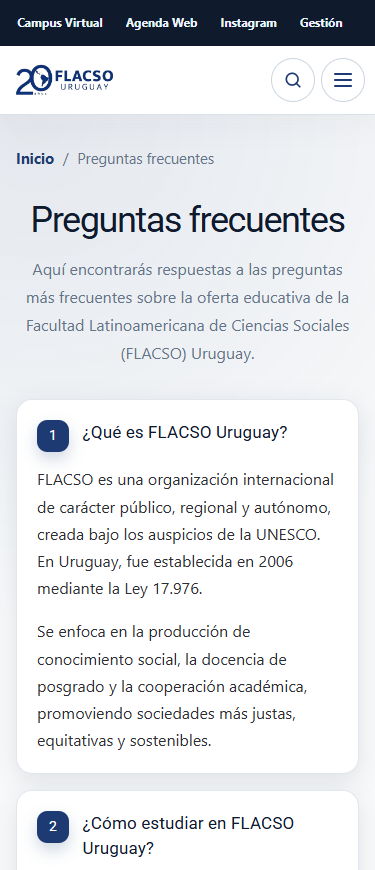 Campus Virtual Agenda Web Instagram Gestión
20 FLACSO
URUGUAY
Inicio / Preguntas frecuentes
Preguntas frecuentes
Aquí encontrarás respuestas a las preguntas
más frecuentes sobre la oferta educativa de la
Facultad Latinoamericana de Ciencias Sociales
(FLACSO) Uruguay.
1 ¿Qué es FLACSO Uruguay?
FLACSO es una organización internacional
de carácter público, regional y autónomo,
creada bajo los auspicios de la UNESCO.
En Uruguay, fue establecida en 2006
mediante la Ley 17.976.
Se enfoca en la producción de
conocimiento social, la docencia de
posgrado y la cooperación académica,
promoviendo sociedades más justas,
equitativas y sostenibles.
2 ¿Cómo estudiar en FLACSO
Uruguay?